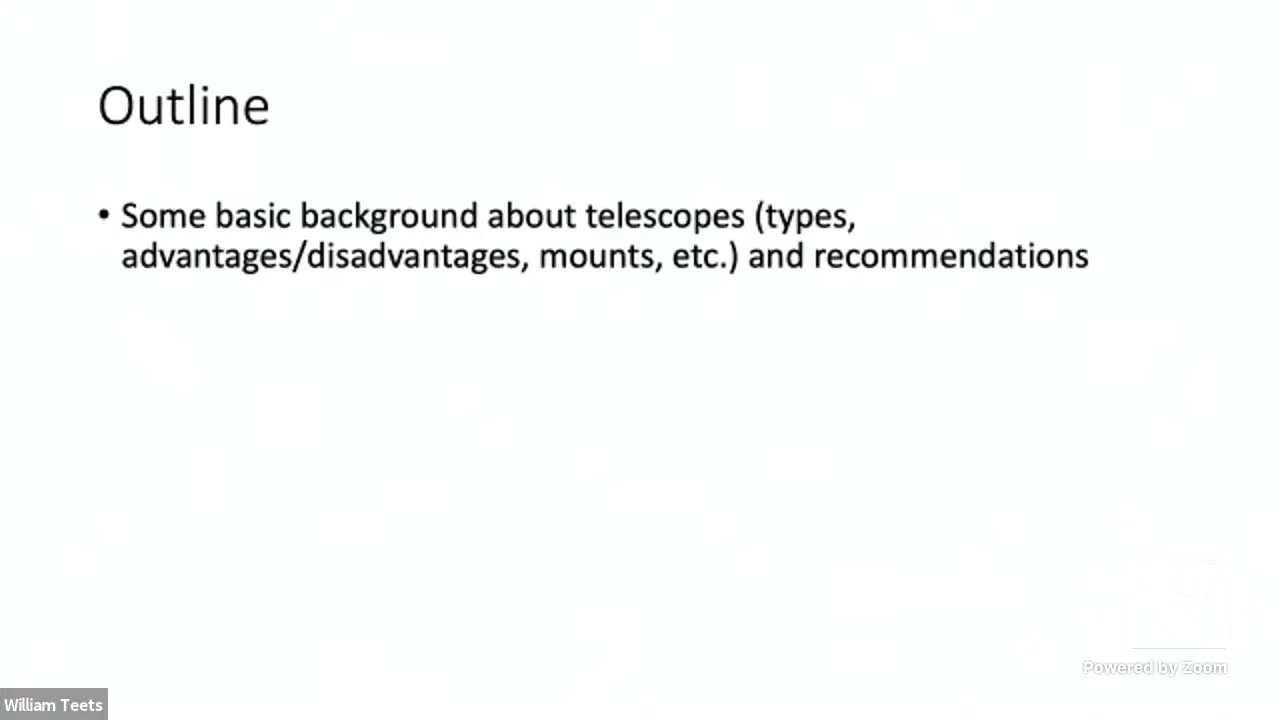 Outline
• Some basic background about telescopes (types,
advantages/disadvantages, mounts, etc.) and recommendations
Powered by Zoom
William Teets